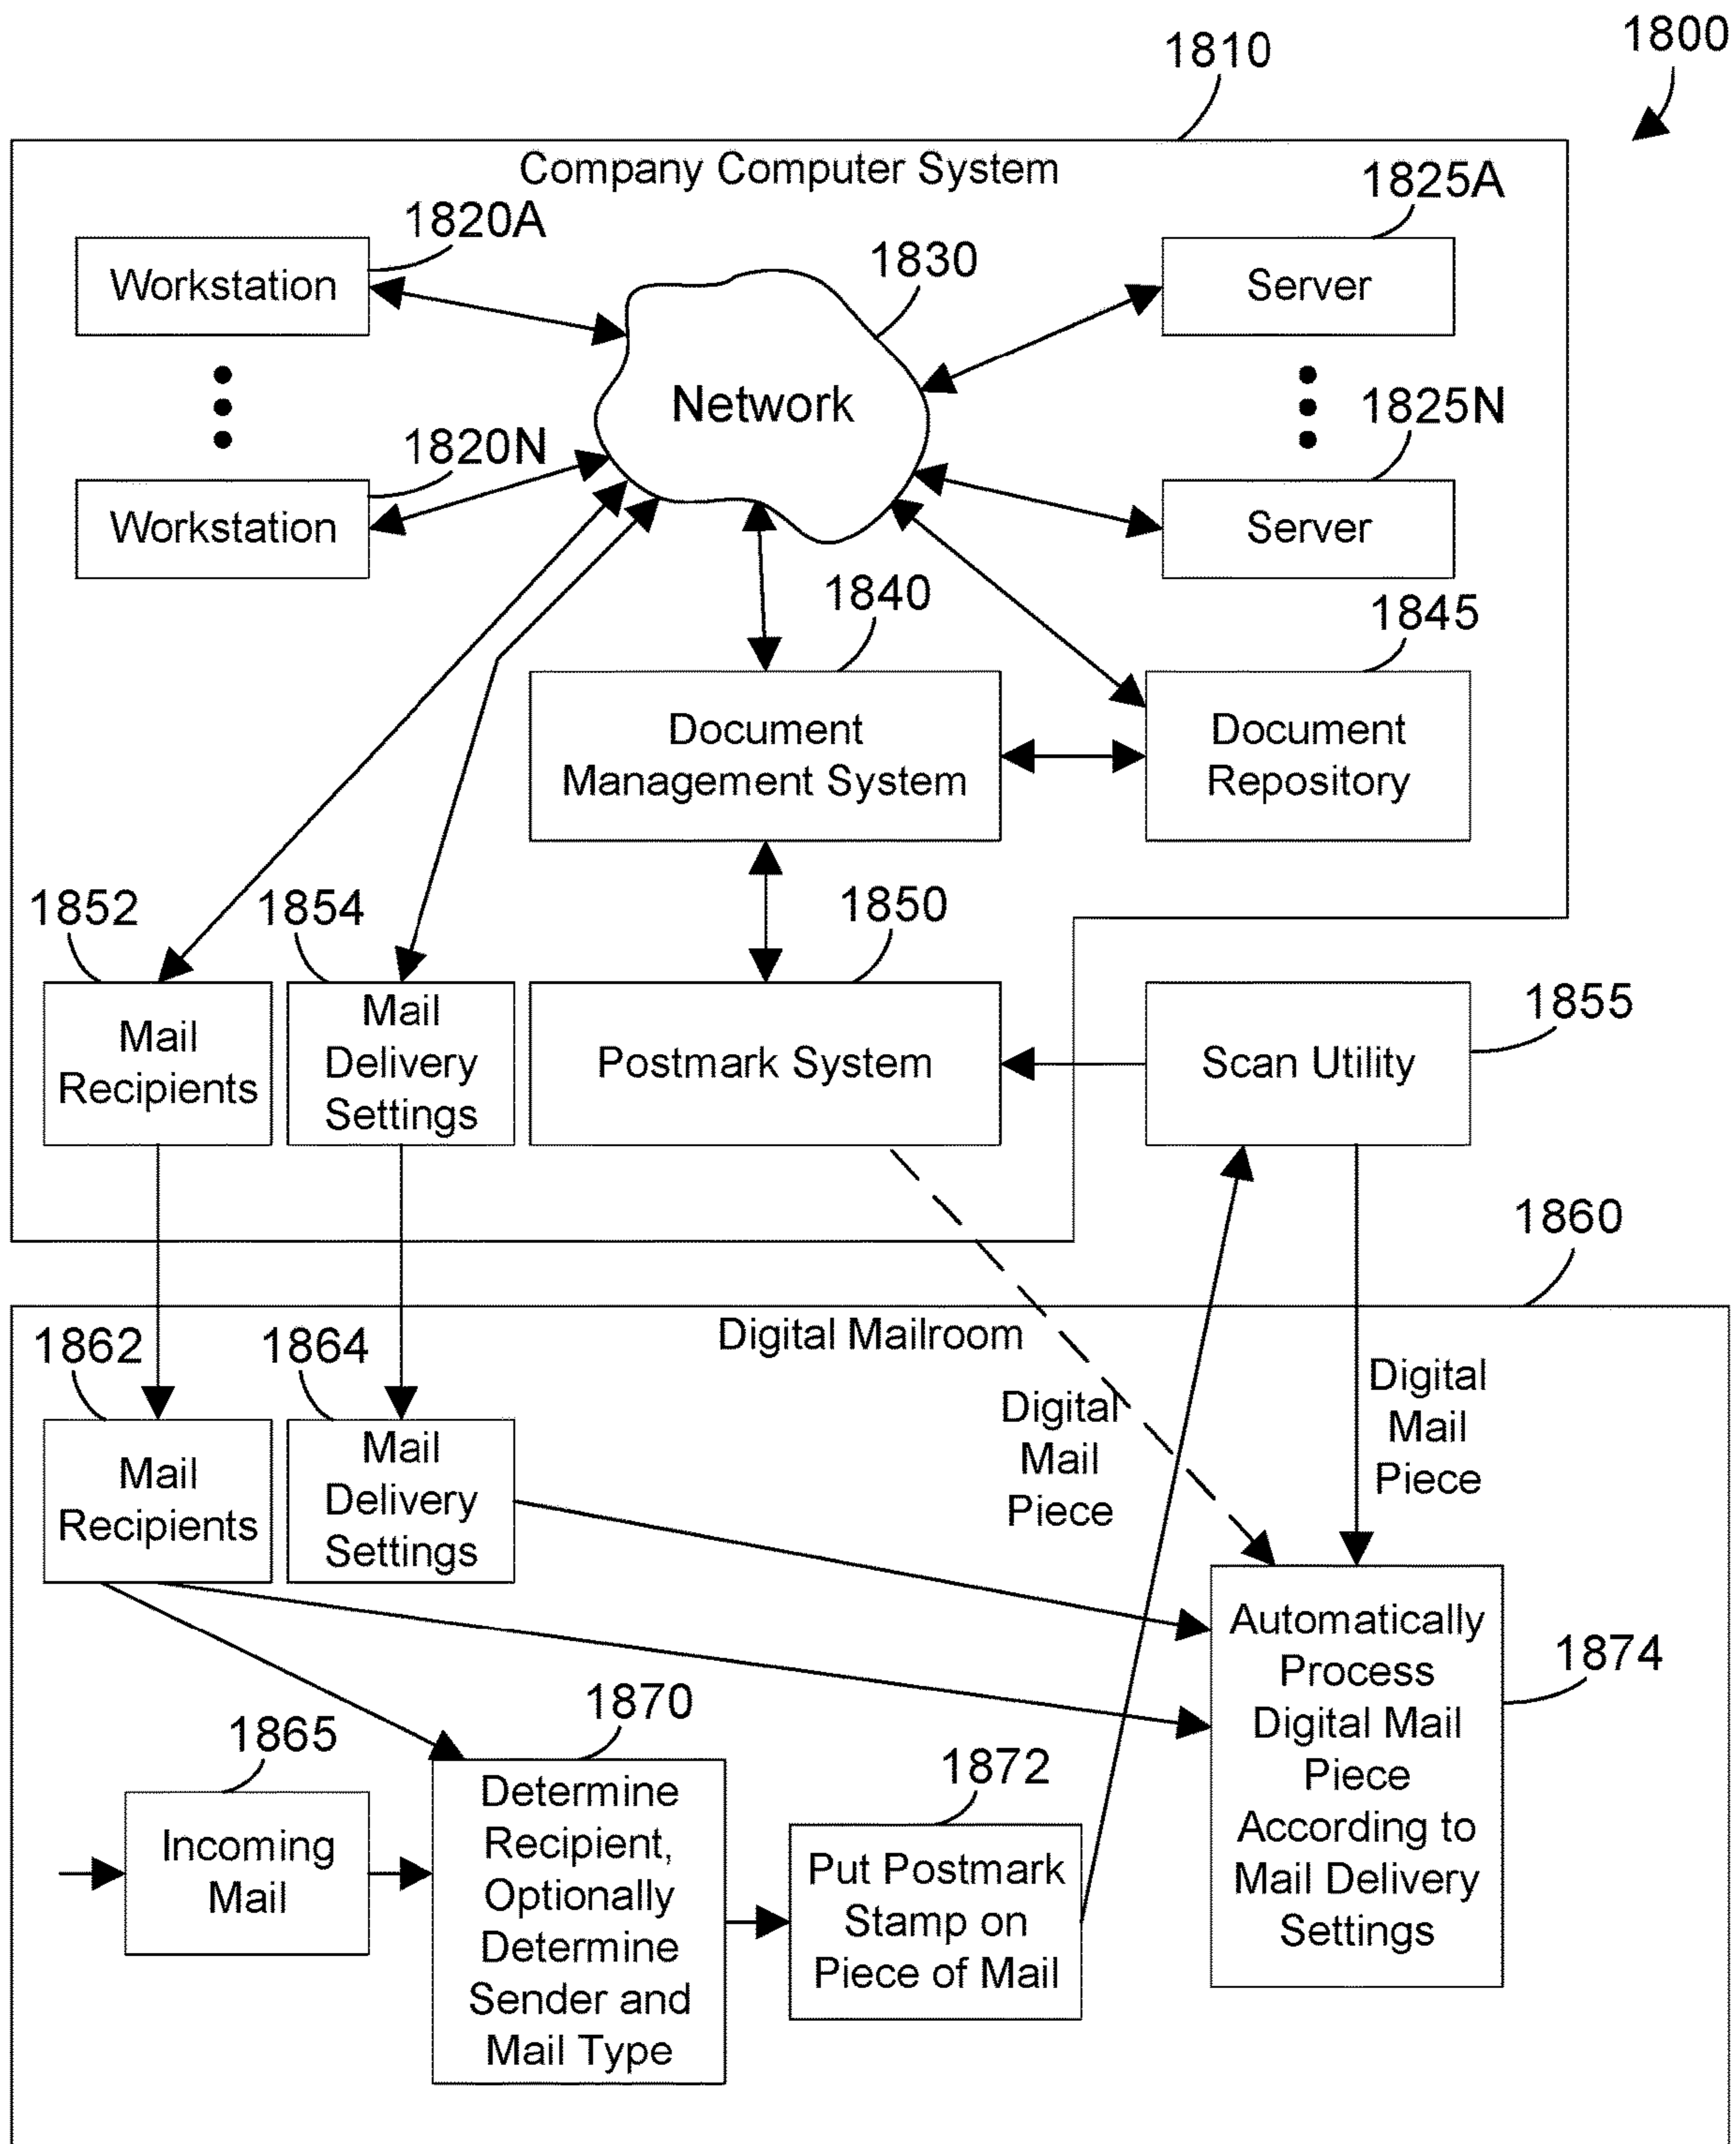 1800
1810
Company Computer System
1820A
1825A
Workstation
1830
Server
Network
1820N
1825N
Workstation
Server
1840
1845
Document
Management System
Document
Repository
1852
1854
1850
1855
Mail
Recipients
Mail
Delivery
Settings
Postmark System
Scan Utility
1860
Digital Mailroom
1862
1864
Digital
Mail
Piece
Digital
Mail
Piece
Mail
Recipients
Mail
Delivery
Settings
Automatically
Process
Digital Mail
Piece
According to
Mail Delivery
Settings
1874
1865
1870
1872
Incoming
Mail
Determine
Recipient,
Optionally
Determine
Sender and
Mail Type
Put Postmark
Stamp on
Piece of Mail